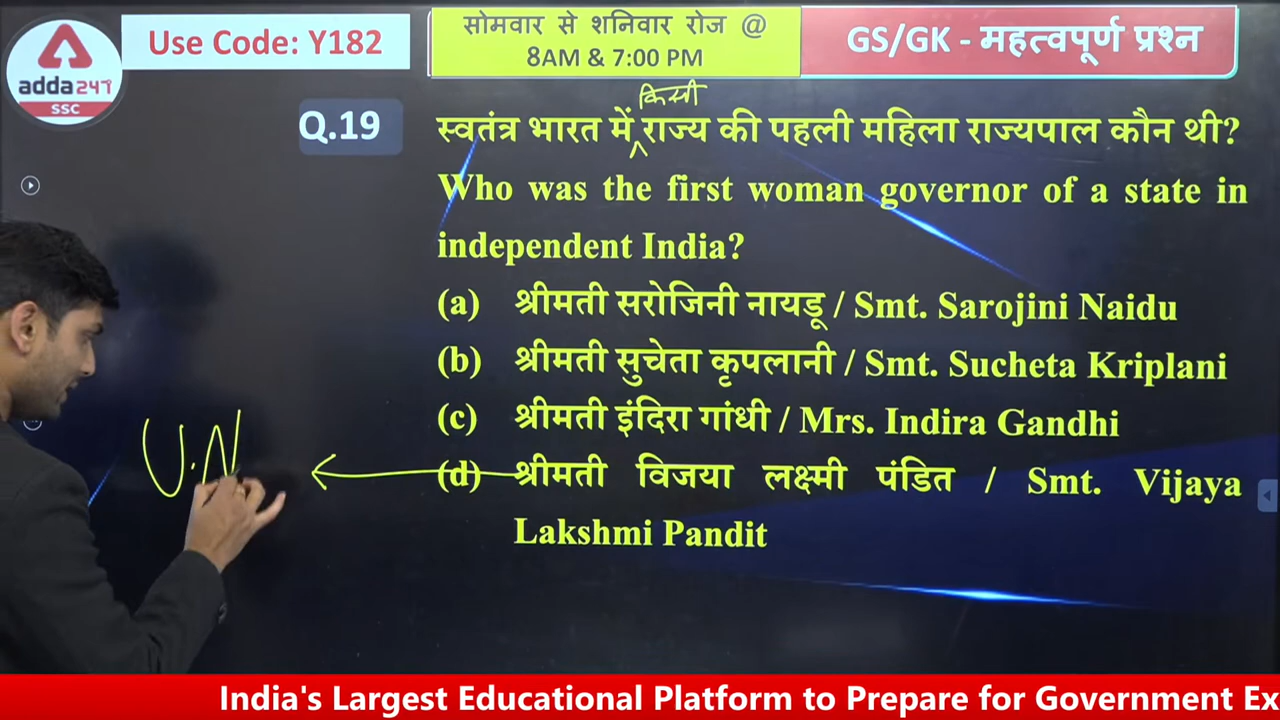 adda247
SSC
Use Code: Y182
सोमवार से शनिवार रोज @
8AM & 7:00 PM
GS/GK - महत्वपूर्ण प्रश्न
किसी
Q.19
स्वतंत्र भारत में राज्य की पहली महिला राज्यपाल कौन थी?
Who was the first woman governor of a state in
independent India?
(a) श्रीमती सरोजिनी नायडू / Smt. Sarojini Naidu
(b) श्रीमती सुचेता कृपलानी / Smt. Sucheta Kriplani
(c) श्रीमती इंदिरा गांधी / Mrs. Indira Gandhi
(d) श्रीमती विजया लक्ष्मी पंडित / Smt. Vijaya
Lakshmi Pandit
U.N
India's Largest Educational Platform to Prepare for Government Ex